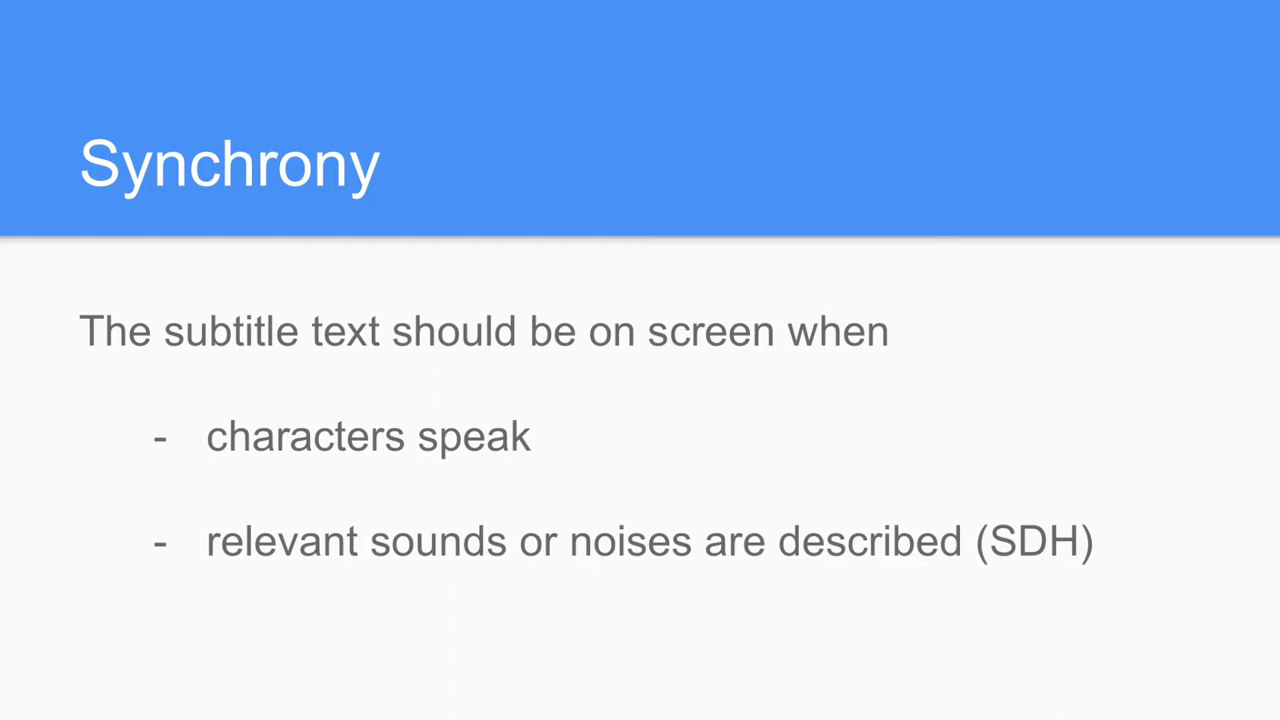 Synchrony
The subtitle text should be on screen when
- characters speak
- relevant sounds or noises are described (SDH)